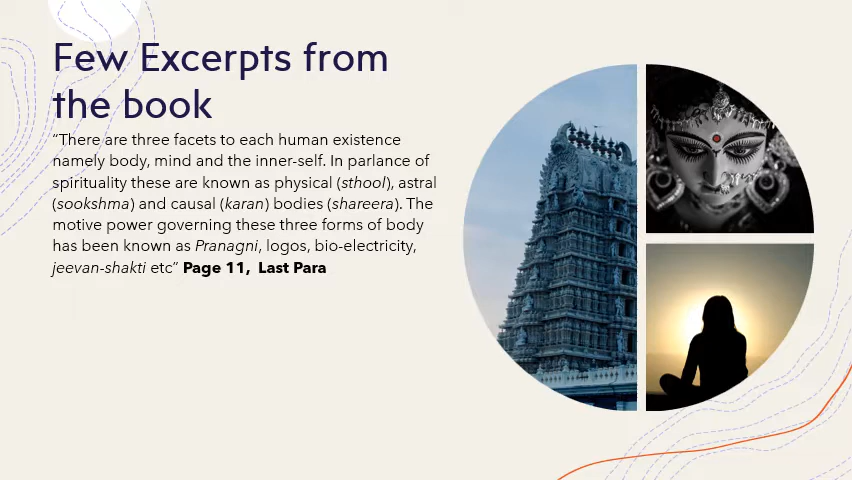 Few Excerpts from
the book
“There are three facets to each human existence
namely body, mind and the inner-self. In parlance of
spirituality these are known as physical (sthool), astral
(sookshma) and causal (karan) bodies (shareera). The
motive power governing these three forms of body
has been known as Pranagni, logos, bio-electricity,
jeevan-shakti etc” Page 11, Last Para